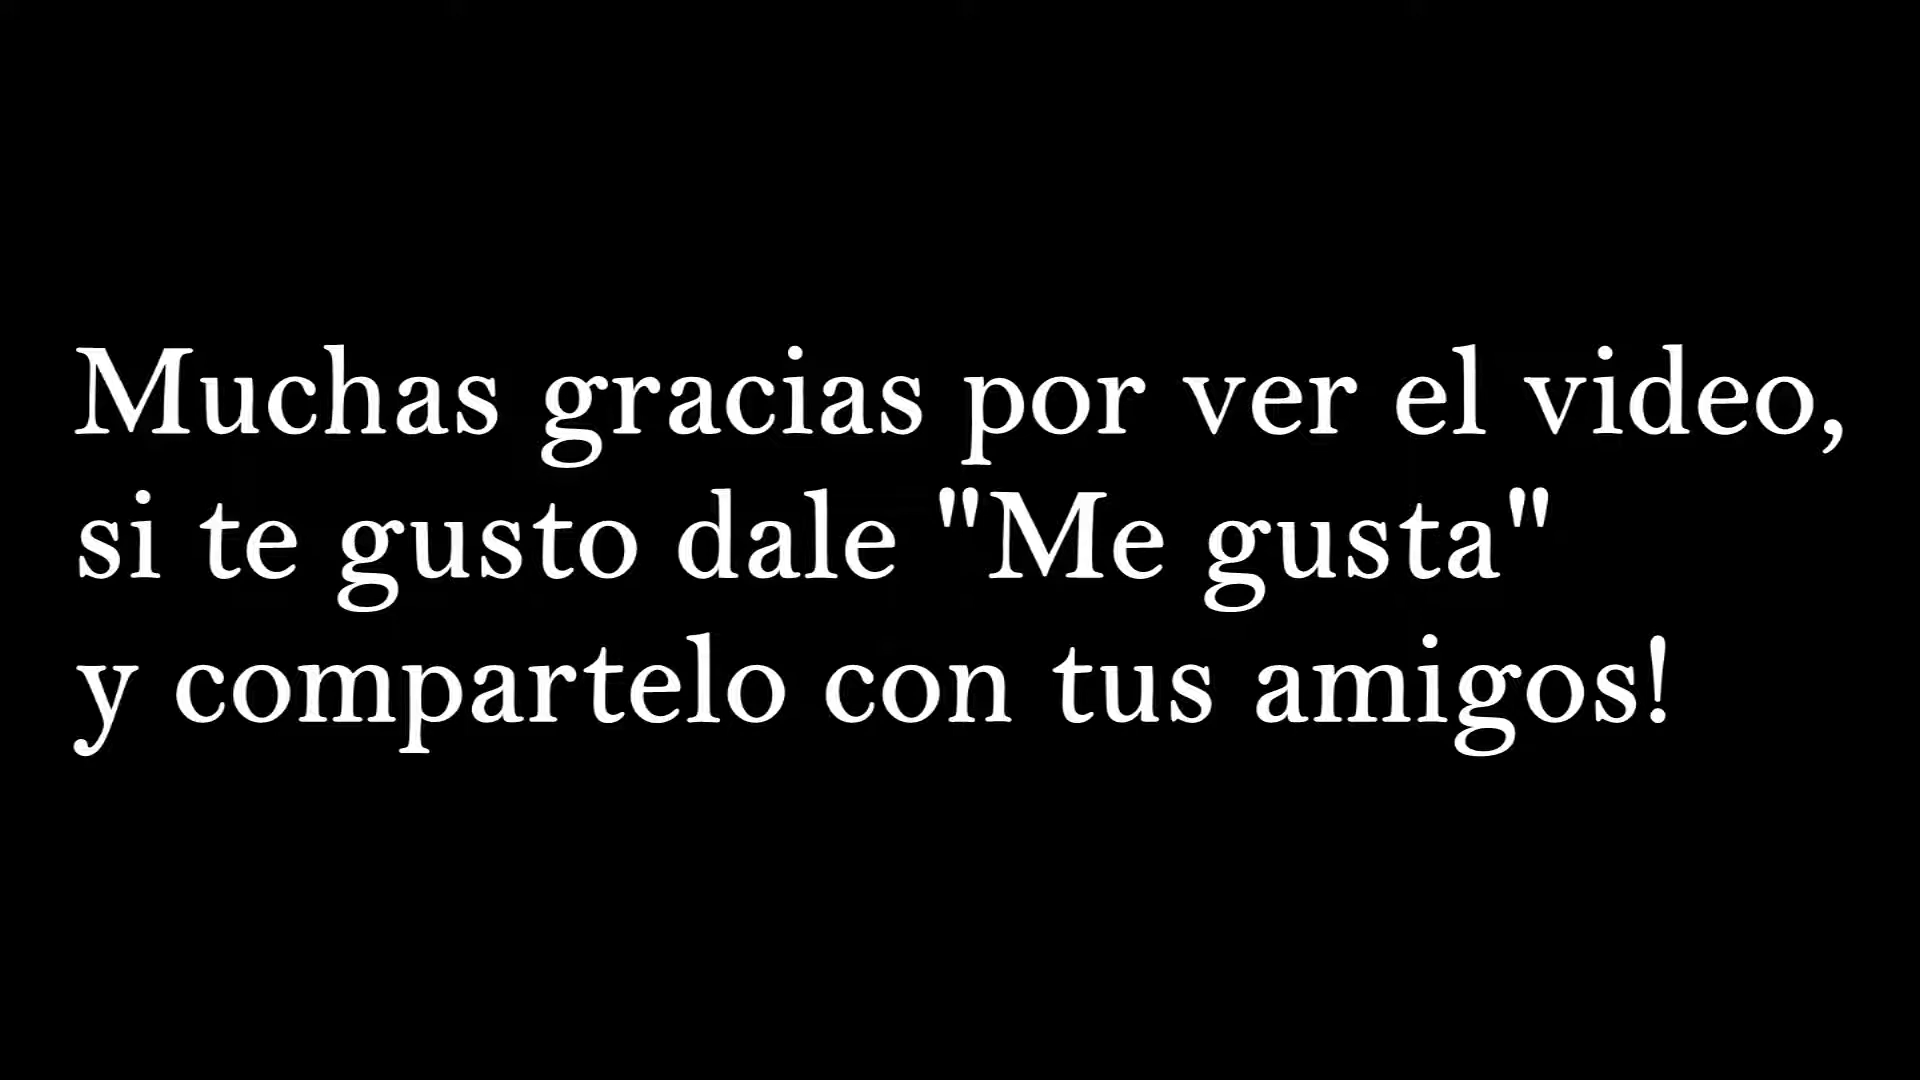 Muchas gracias por ver el video,
si te gusto dale "Me gusta"
y compartelo con tus amigos!